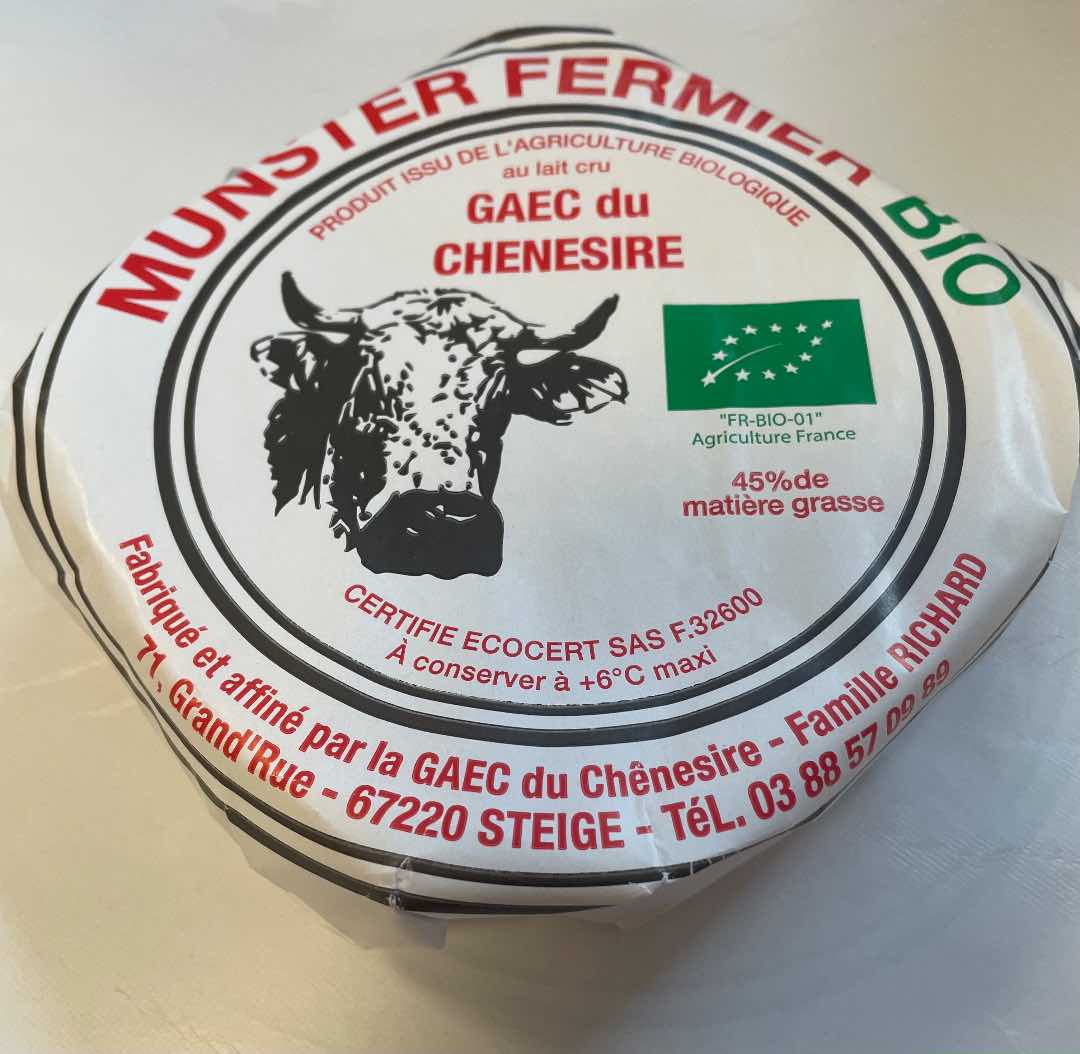 MUNSTER FERMIER BIO
PRODUIT ISSU DE L'AGRICULTURE BIOLOGIQUE
au lait cru
GAEC du
CHENESIRE
"FR-BIO-01"
Agriculture France
45%de
matière grasse
CERTIFIE ECOCERT SAS F.32600
À conserver à +6°C maxi
Fabriqué et affiné par la GAEC du Chênesire - Famille RICHARD
71, Grand'Rue - 67220 STEIGE - TéL. 03 88 57 09 89